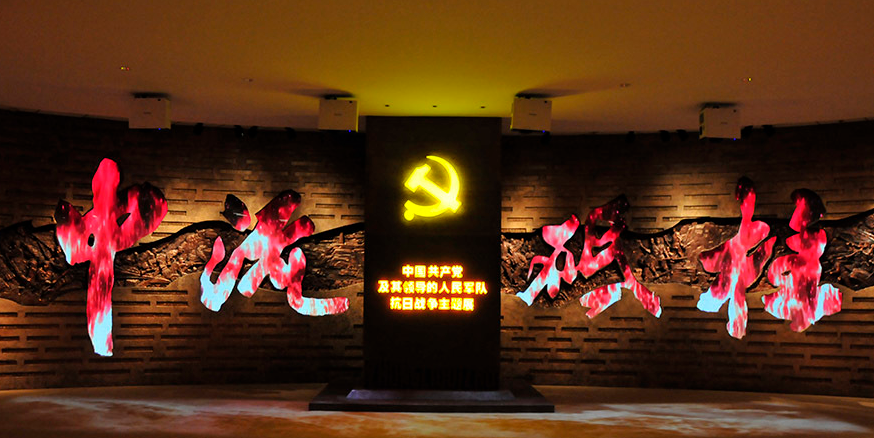 中流砥柱
中国共产党
及其领导的人民军队
抗日战争主题展